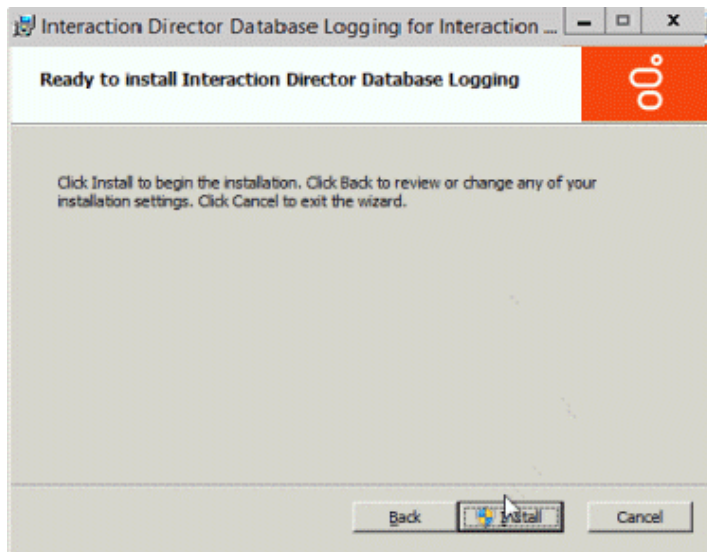 Interaction Director Database Logging for Interaction ...
Ready to install Interaction Director Database Logging
Click Install to begin the installation. Click Back to review or change any of your
installation settings. Click Cancel to exit the wizard.
Back Install Cancel